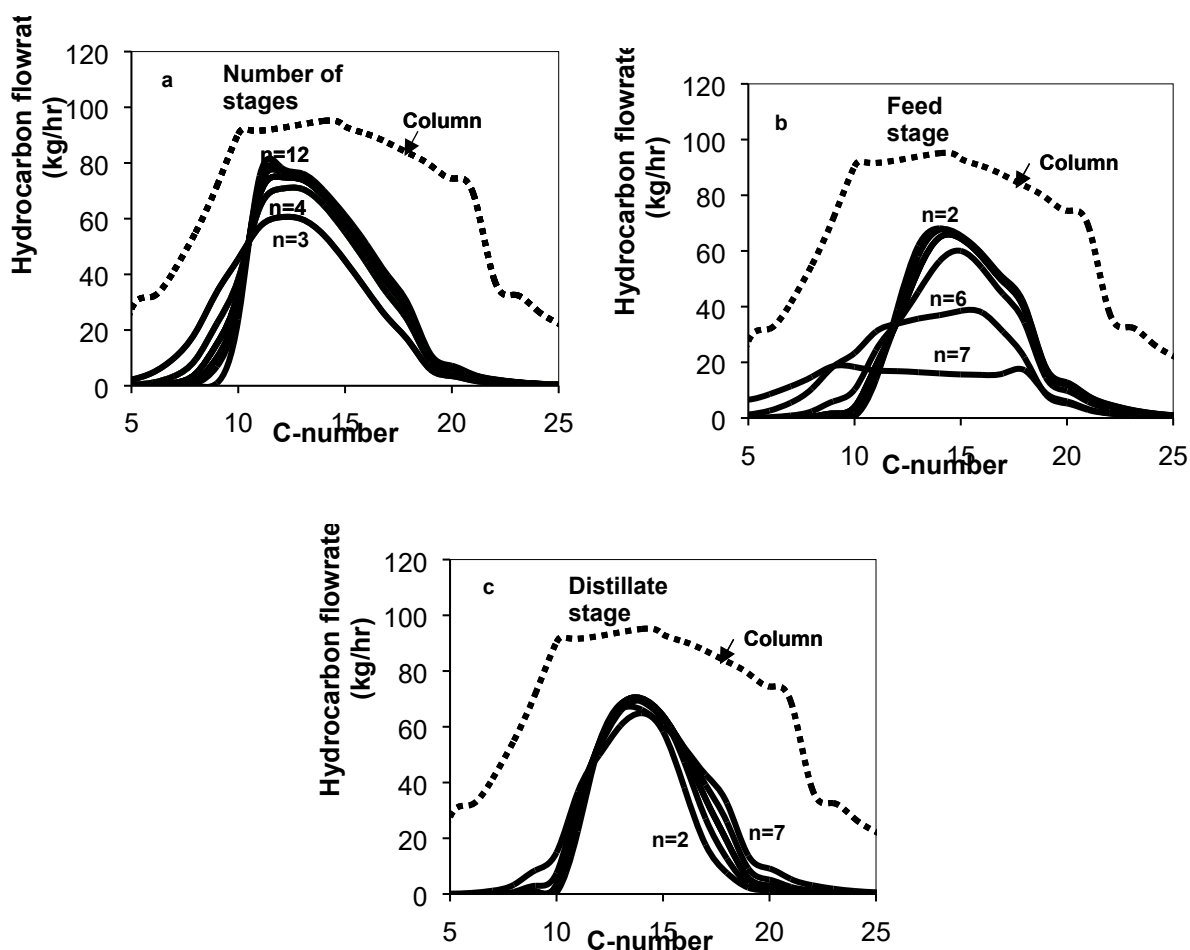 Hydrocarbon flowrat
(kg/hr)
120
100
80
60
40
20
0
a
Number of
stages
Column
n=12
n=4
n=3
5
10
15
20
25
C-number
Hydrocarbon flowrate
(kg/hr)
120
100
80
60
40
20
0
b
Feed
stage
Column
n=2
n=6
n=7
5
10
15
20
25
C-number
Hydrocarbon flowrate
(kg/hr)
120
100
80
60
40
20
0
c
Distillate
stage
Column
n=2
n=7
5
10
15
20
25
C-number